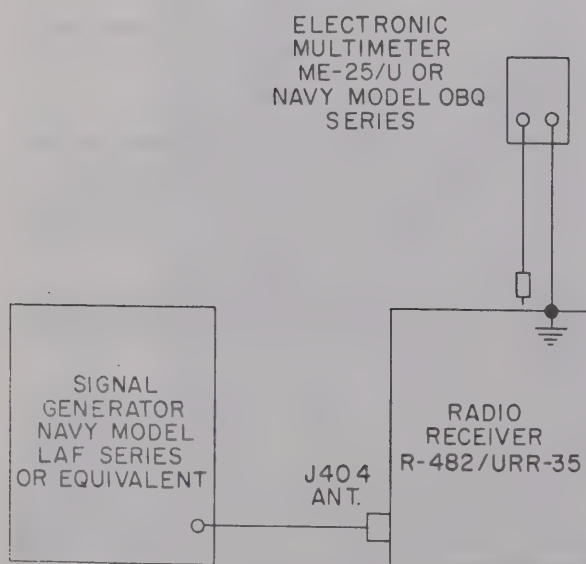 ELECTRONIC
MULTIMETER
ME-25/U OR
NAVY MODEL OBQ
SERIES
SIGNAL
GENERATOR
NAVY MODEL
LAF SERIES
OR EQUIVALENT
J404
ANT.
RADIO
RECEIVER
R-482/URR-35